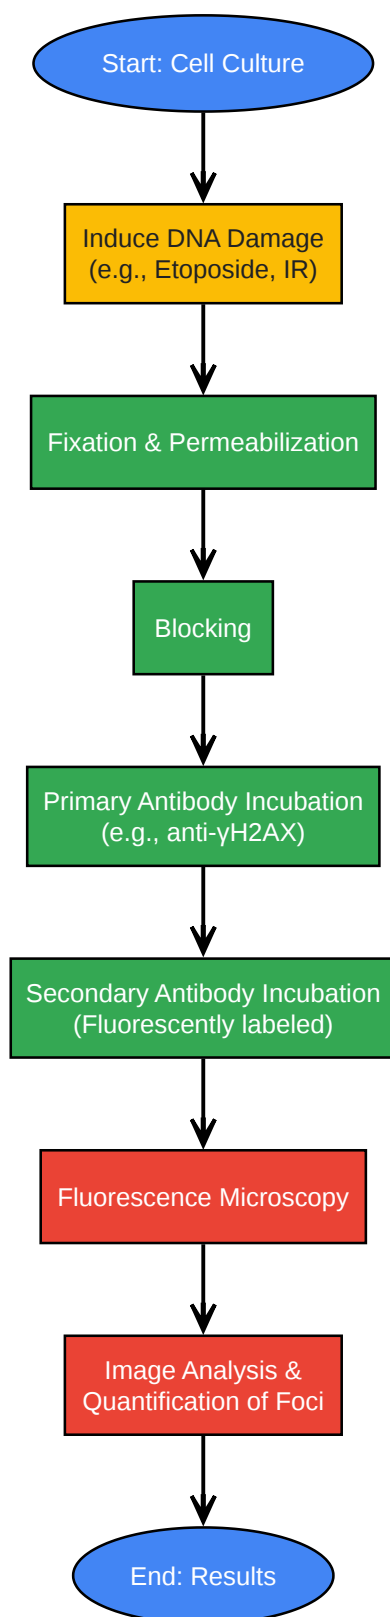 Start: Cell Culture
Induce DNA Damage
(e.g., Etoposide, IR)
Fixation & Permeabilization
Blocking
Primary Antibody Incubation
(e.g., anti-γH2AX)
Secondary Antibody Incubation
(Fluorescently labeled)
Fluorescence Microscopy
Image Analysis &
Quantification of Foci
End: Results